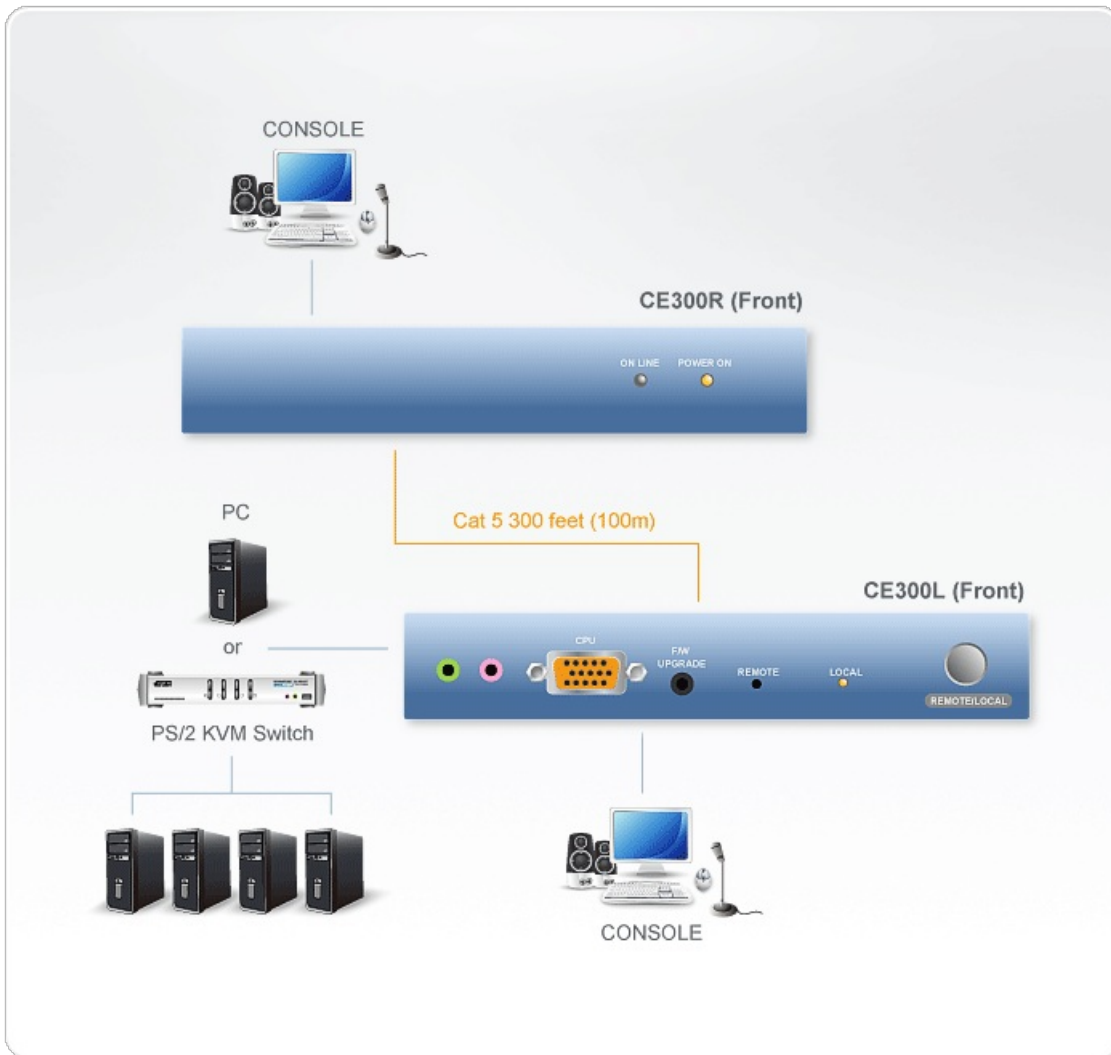 CONSOLE
CE300R (Front)
ON LINE
POWER ON
Cat 5 300 feet (100m)
PC
or
PS/2 KVM Switch
CE300L (Front)
CPU
F/W
UPGRADE
REMOTE
LOCAL
REMOTE/LOCAL
CONSOLE